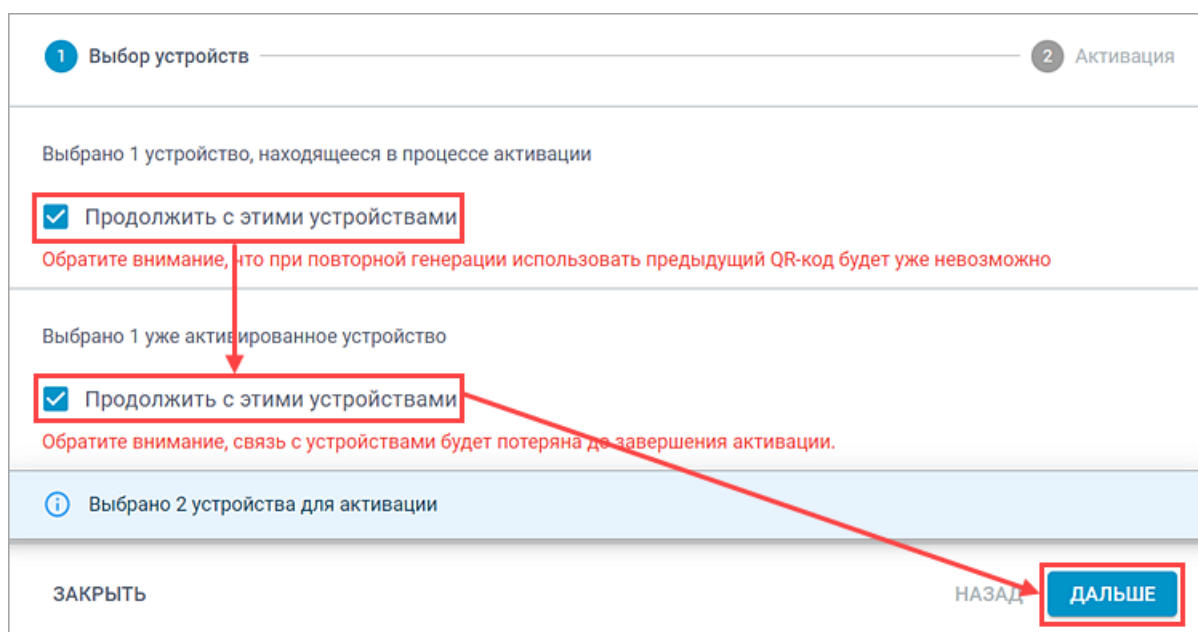 1 Выбор устройств 2 Активация
Выбрано 1 устройство, находящееся в процессе активации
Продолжить с этими устройствами
Обратите внимание, что при повторной генерации использовать предыдущий QR-код будет уже невозможно
Выбрано 1 уже активированное устройство
Продолжить с этими устройствами
Обратите внимание, связь с устройствами будет потеряна до завершения активации.
Выбрано 2 устройства для активации
ЗАКРЫТЬ НАЗАД ДАЛЬШЕ